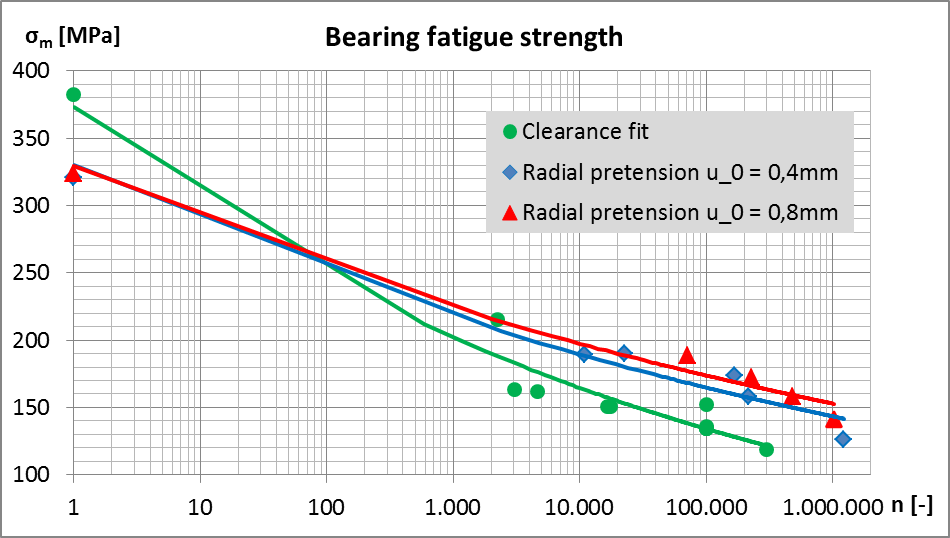 Bearing fatigue strength
σm [MPa]
400
350
300
250
200
150
100
Clearance fit
Radial pretension u_0 = 0,4mm
Radial pretension u_0 = 0,8mm
1 10 100 1.000 10.000 100.000 1.000.000 n [-]